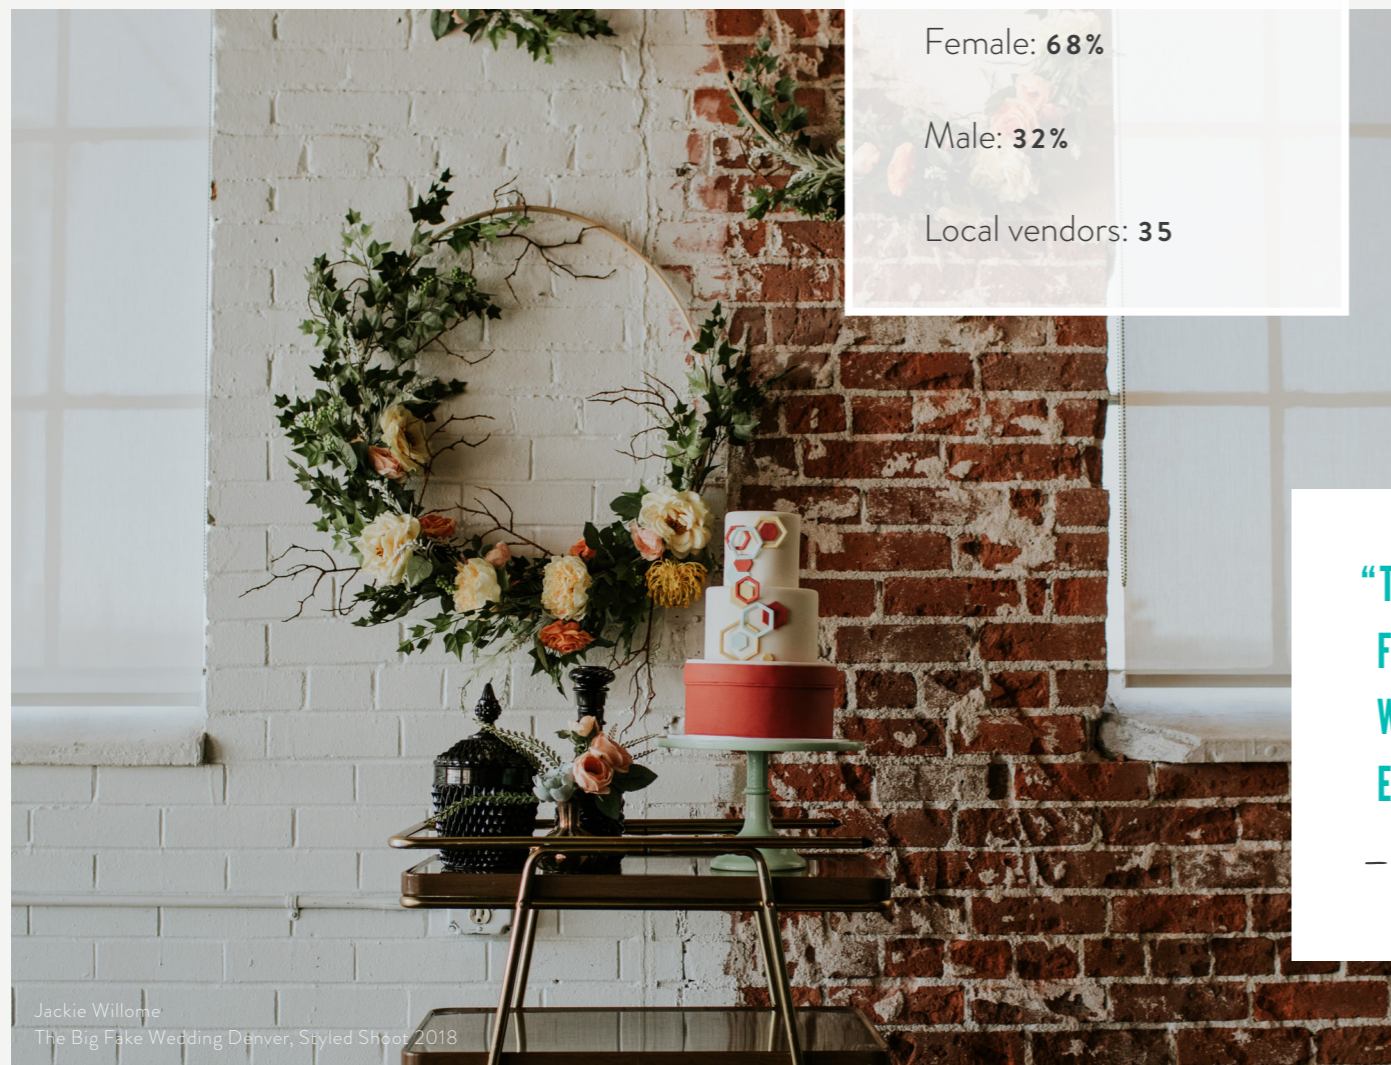 Female: 68%
Male: 32%
Local vendors: 35
“T
F
W
E
—
Jackie Willome
The Big Fake Wedding Denver, Styled Shoot 2018